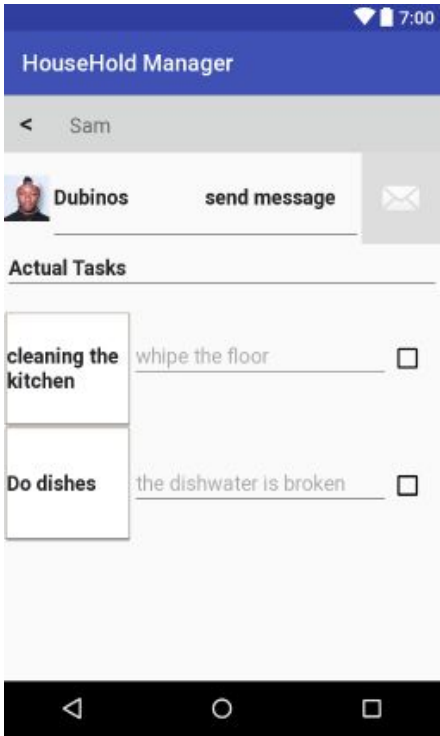 7:00
HouseHold Manager
< Sam
Dubinos send message
Actual Tasks
cleaning the
kitchen
whipe the floor
Do dishes
the dishwater is broken